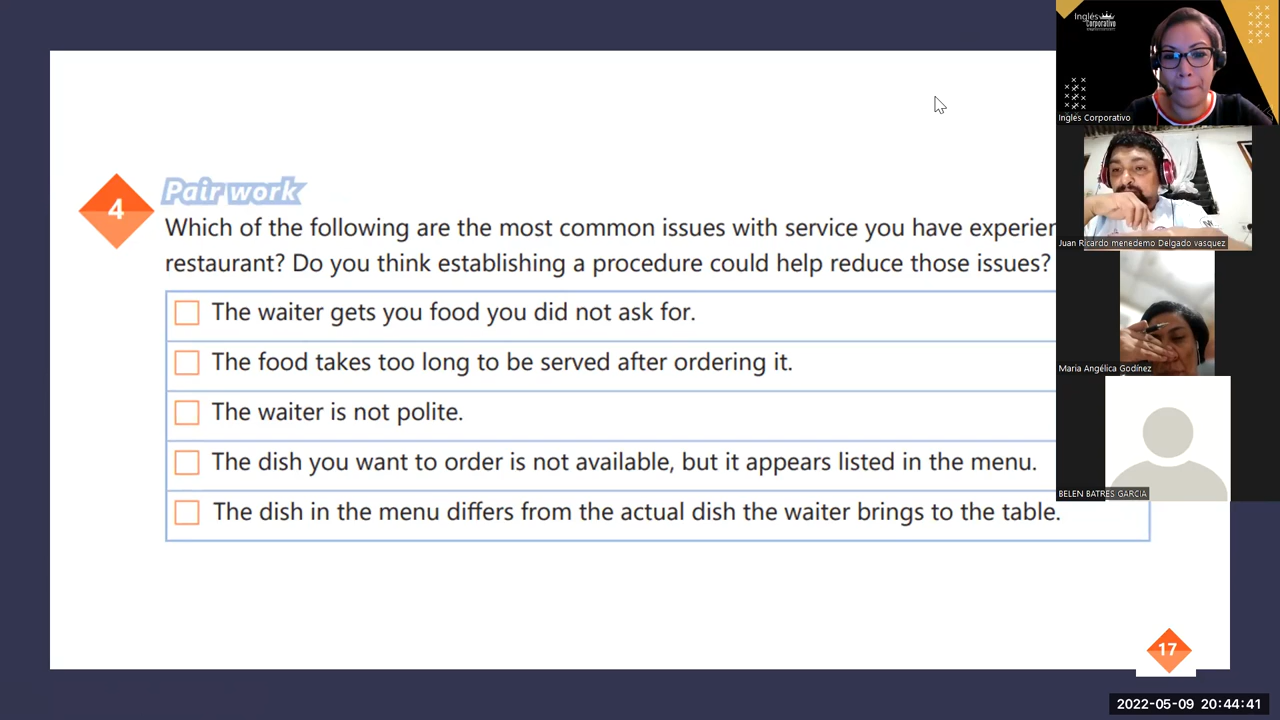 Pair work
4
Which of the following are the most common issues with service you have experien
restaurant? Do you think establishing a procedure could help reduce those issues?
The waiter gets you food you did not ask for.
The food takes too long to be served after ordering it.
The waiter is not polite.
The dish you want to order is not available, but it appears listed in the menu.
The dish in the menu differs from the actual dish the waiter brings to the table.
17
Inglés
Corporativo
Inglés Corporativo
Juan Ricardo menedemo Delgado vasquez
Maria Angélica Godínez
BELEN BATRES GARCIA
2022-05-09 20:44:41